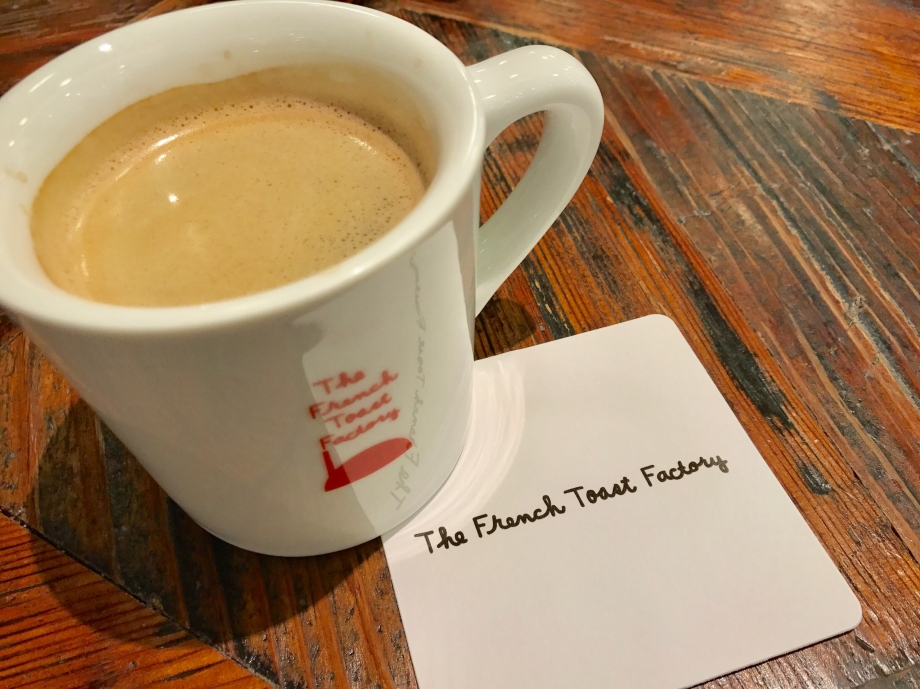 The
French
Toast
Factory
The French Toast Factory